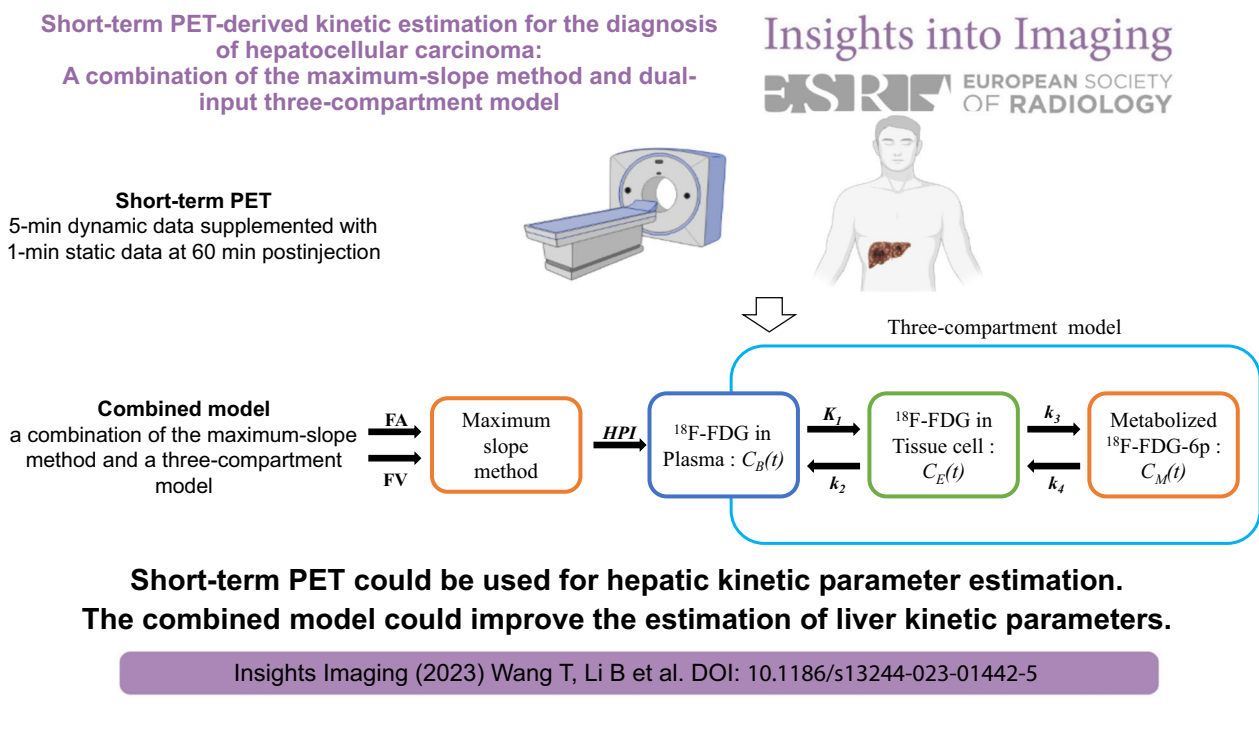 Short-term PET-derived kinetic estimation for the diagnosis
of hepatocellular carcinoma:
A combination of the maximum-slope method and dual-
input three-compartment model
Insights into Imaging
ESR EUROPEAN SOCIETY
OF RADIOLOGY
Short-term PET
5-min dynamic data supplemented with
1-min static data at 60 min postinjection
Three-compartment model
Combined model
a combination of the maximum-slope
method and a three-compartment
model
FA
FV
Maximum
slope
method
HPI
¹⁸F-FDG in
Plasma : C_B(t)
K₁
k₂
¹⁸F-FDG in
Tissue cell :
C_E(t)
k₃
k₄
Metabolized
¹⁸F-FDG-6p :
C_M(t)
Short-term PET could be used for hepatic kinetic parameter estimation.
The combined model could improve the estimation of liver kinetic parameters.
Insights Imaging (2023) Wang T, Li B et al. DOI: 10.1186/s13244-023-01442-5